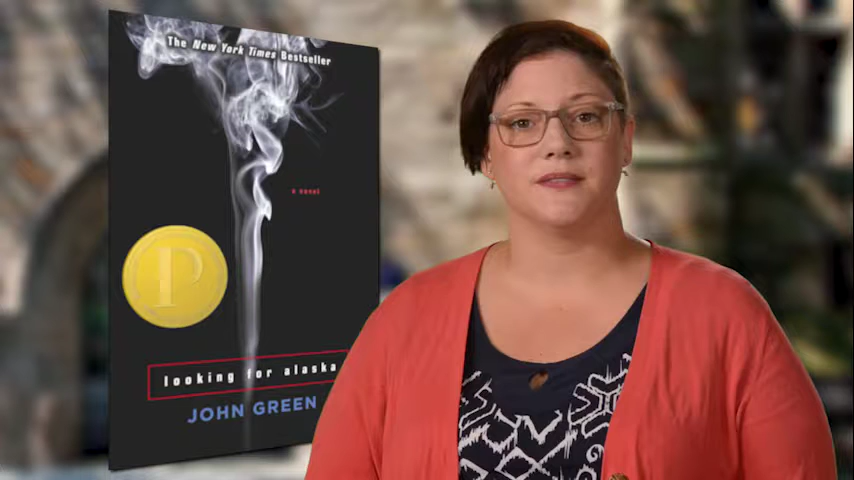 The New York Times Bestseller
a novel
P
looking for alaska
JOHN GREEN